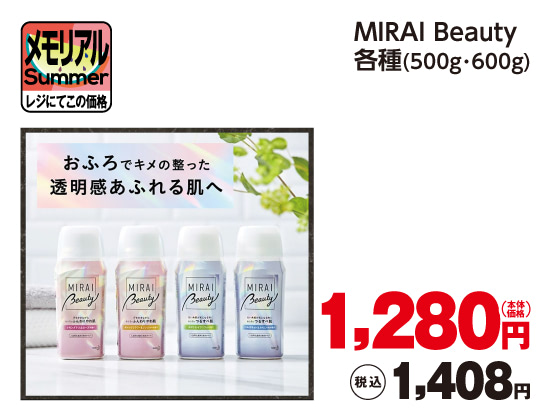 メモリアル
Summer
レジにてこの価格
MIRAI Beauty
各種(500g・600g)
おふろでキメの整った
透明感あふれる肌へ
MIRAI
Beauty
MIRAI
Beauty
MIRAI
Beauty
MIRAI
Beauty
1,280円
(本体価格)
税込 1,408円